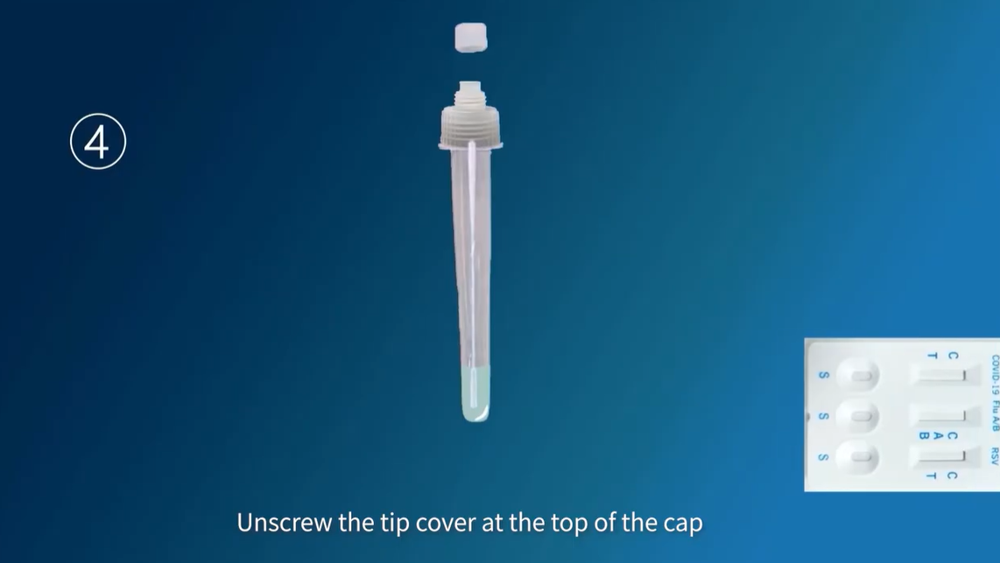 4
Unscrew the tip cover at the top of the cap
COVID-19 Flu A/B RSV
C T
C A B
C T
S
S
S